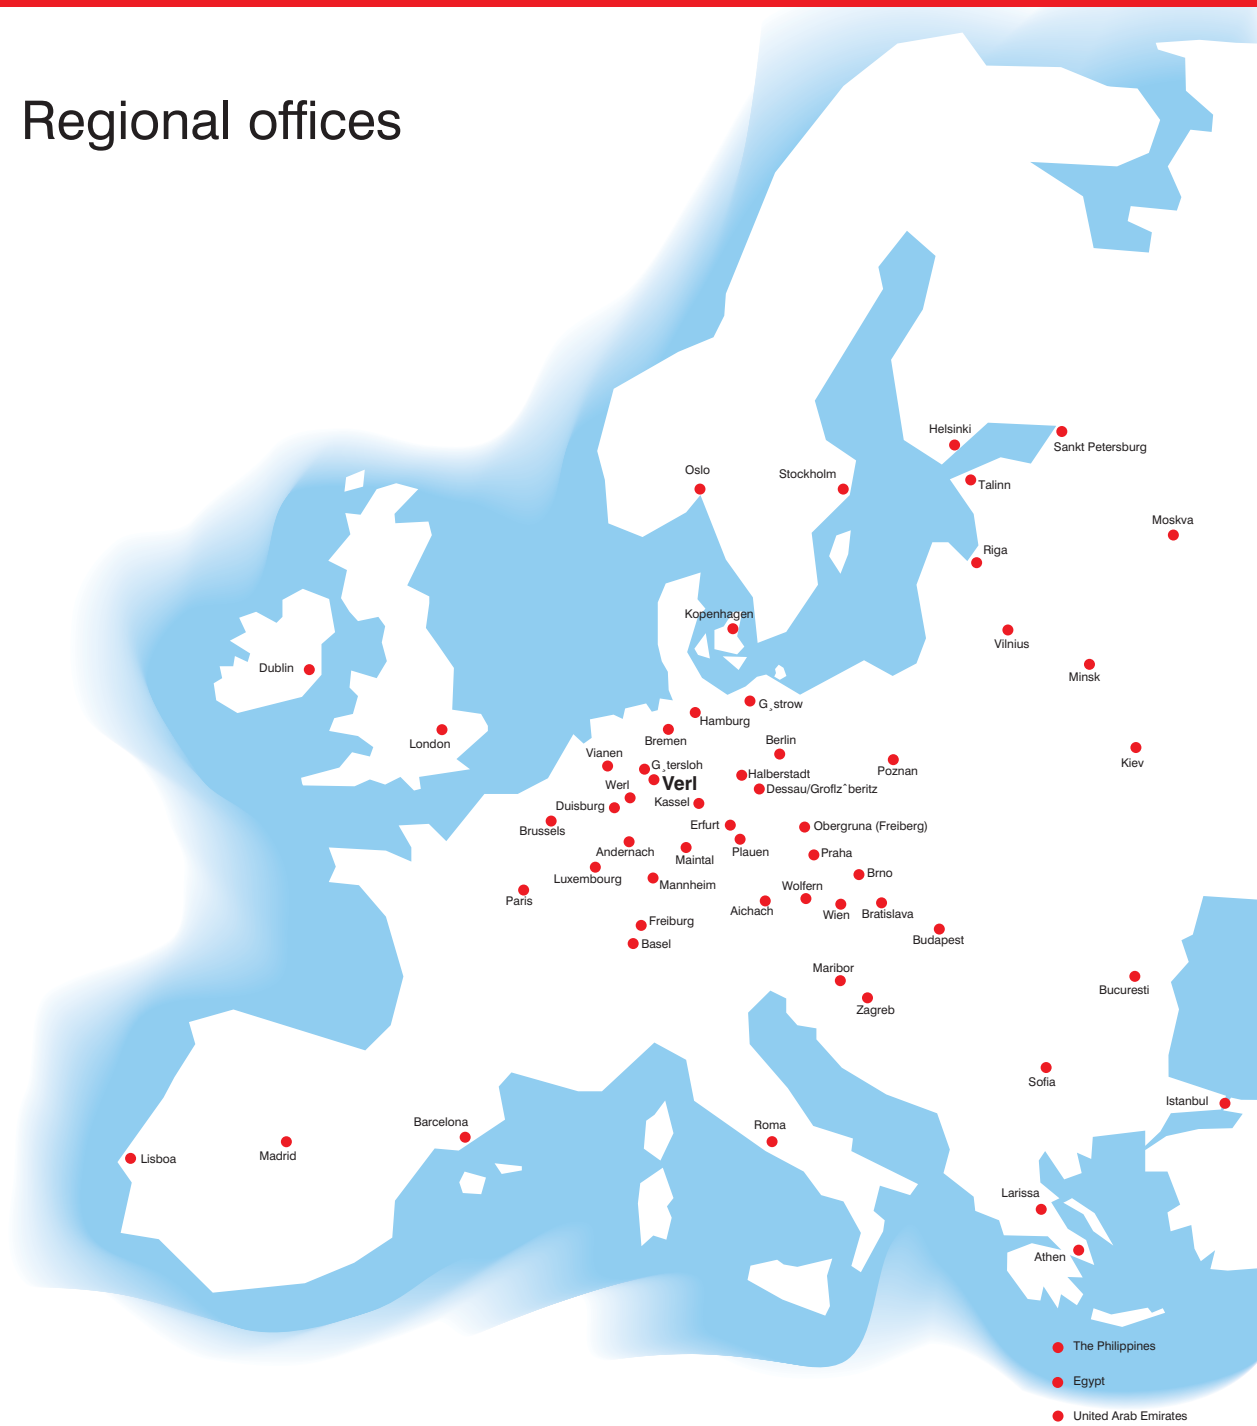 Regional offices
Helsinki
Sankt Petersburg
Oslo
Stockholm
Talinn
Moskva
Riga
Kopenhagen
Vilnius
Dublin
Minsk
G¸strow
Hamburg
London
Bremen
Berlin
Vianen
Kiev
G¸tersloh
Poznan
Halberstadt
Verl
Werl
Dessau/Groflzˆberitz
Kassel
Duisburg
Brussels
Erfurt
Obergruna (Freiberg)
Andernach
Plauen
Praha
Maintal
Luxembourg
Brno
Mannheim
Wolfern
Paris
Aichach
Wien
Bratislava
Freiburg
Budapest
Basel
Maribor
Bucuresti
Zagreb
Sofia
Istanbul
Barcelona
Roma
Madrid
Lisboa
Larissa
Athen
The Philippines
Egypt
United Arab Emirates